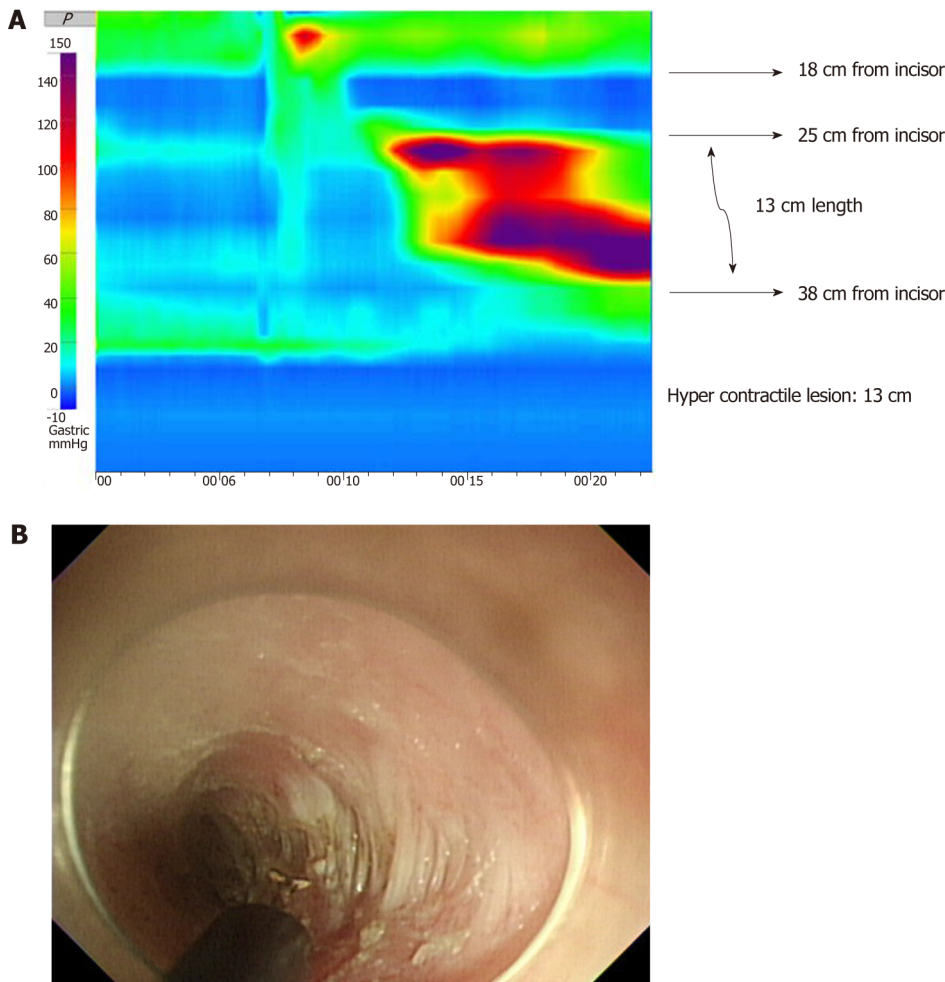 A
P
150
140
120
100
80
60
40
20
0
-10
Gastric
mmHg
00 00 06 00 10 00 15 00 20
18 cm from incisor
25 cm from incisor
13 cm length
38 cm from incisor
Hyper contractile lesion: 13 cm
B